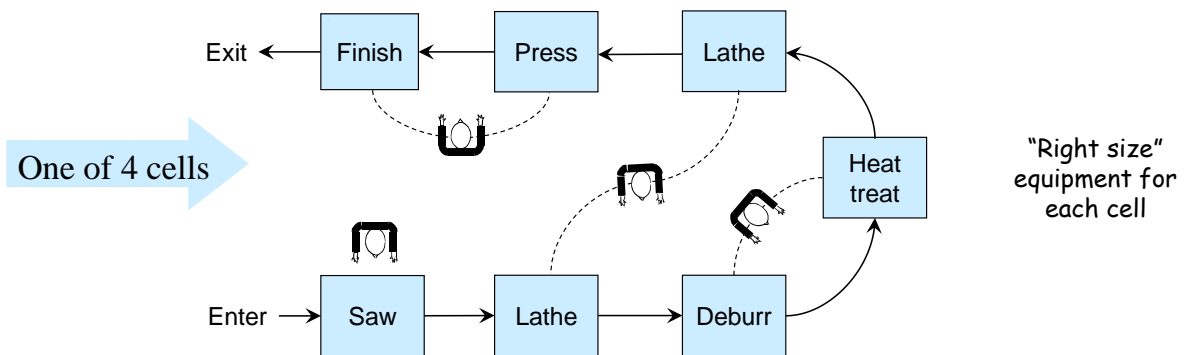 Exit
Finish
Press
Lathe
One of 4 cells
Heat
treat
“Right size”
equipment for
each cell
Enter
Saw
Lathe
Deburr